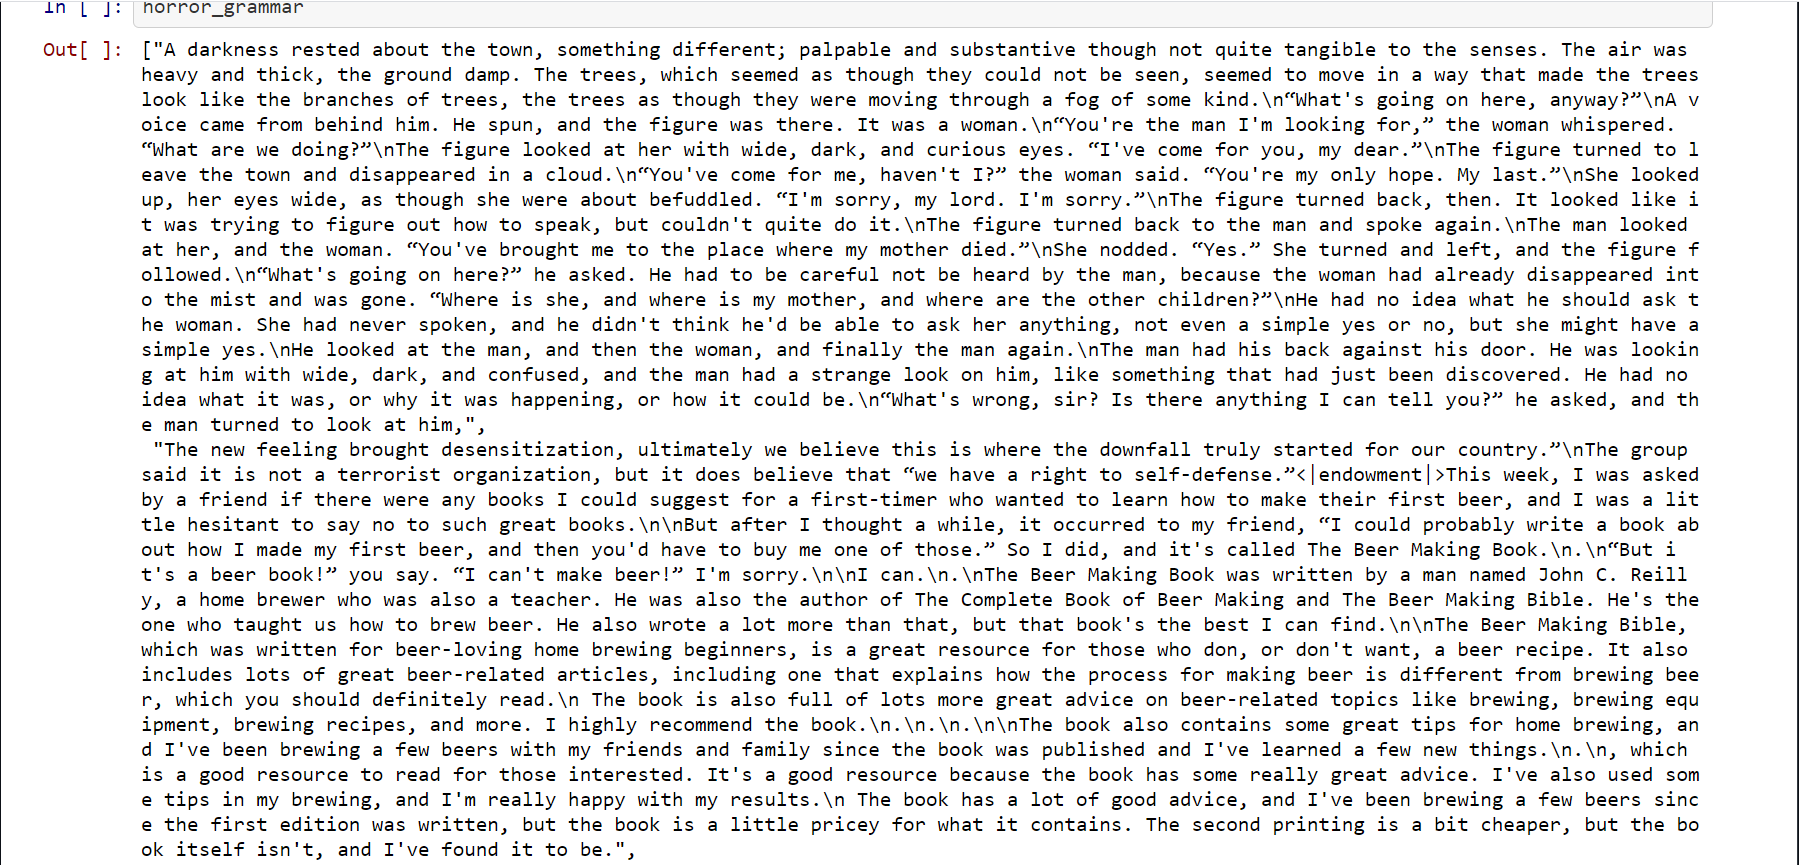 In [ ]: horror_grammar
Out[ ]: ["A darkness rested about the town, something different; palpable and substantive though not quite tangible to the senses. The air was
heavy and thick, the ground damp. The trees, which seemed as though they could not be seen, seemed to move in a way that made the trees
look like the branches of trees, the trees as though they were moving through a fog of some kind.\n“What's going on here, anyway?”\nA v
oice came from behind him. He spun, and the figure was there. It was a woman.\n“You're the man I'm looking for,” the woman whispered.
“What are we doing?”\nThe figure looked at her with wide, dark, and curious eyes. “I've come for you, my dear.”\nThe figure turned to l
eave the town and disappeared in a cloud.\n“You've come for me, haven't I?” the woman said. “You're my only hope. My last.”\nShe looked
up, her eyes wide, as though she were about befuddled. “I'm sorry, my lord. I'm sorry.”\nThe figure turned back, then. It looked like i
t was trying to figure out how to speak, but couldn't quite do it.\nThe figure turned back to the man and spoke again.\nThe man looked
at her, and the woman. “You've brought me to the place where my mother died.”\nShe nodded. “Yes.” She turned and left, and the figure f
ollowed.\n“What's going on here?” he asked. He had to be careful not be heard by the man, because the woman had already disappeared int
o the mist and was gone. “Where is she, and where is my mother, and where are the other children?”\nHe had no idea what he should ask t
he woman. She had never spoken, and he didn't think he'd be able to ask her anything, not even a simple yes or no, but she might have a
simple yes.\nHe looked at the man, and then the woman, and finally the man again.\nThe man had his back against his door. He was lookin
g at him with wide, dark, and confused, and the man had a strange look on him, like something that had just been discovered. He had no
idea what it was, or why it was happening, or how it could be.\n“What's wrong, sir? Is there anything I can tell you?” he asked, and th
e man turned to look at him,",
"The new feeling brought desensitization, ultimately we believe this is where the downfall truly started for our country.”\nThe group
said it is not a terrorist organization, but it does believe that “we have a right to self-defense.”<|endowment|>This week, I was asked
by a friend if there were any books I could suggest for a first-timer who wanted to learn how to make their first beer, and I was a lit
tle hesitant to say no to such great books.\n\nBut after I thought a while, it occurred to my friend, “I could probably write a book ab
out how I made my first beer, and then you'd have to buy me one of those.” So I did, and it's called The Beer Making Book.\n.\n“But i
t's a beer book!” you say. “I can't make beer!” I'm sorry.\n\nI can.\n.\nThe Beer Making Book was written by a man named John C. Reill
y, a home brewer who was also a teacher. He was also the author of The Complete Book of Beer Making and The Beer Making Bible. He's the
one who taught us how to brew beer. He also wrote a lot more than that, but that book's the best I can find.\n\nThe Beer Making Bible,
which was written for beer-loving home brewing beginners, is a great resource for those who don, or don't want, a beer recipe. It also
includes lots of great beer-related articles, including one that explains how the process for making beer is different from brewing bee
r, which you should definitely read.\n The book is also full of lots more great advice on beer-related topics like brewing, brewing equ
ipment, brewing recipes, and more. I highly recommend the book.\n.\n.\n.\n\nThe book also contains some great tips for home brewing, an
d I've been brewing a few beers with my friends and family since the book was published and I've learned a few new things.\n.\n, which
is a good resource to read for those interested. It's a good resource because the book has some really great advice. I've also used som
e tips in my brewing, and I'm really happy with my results.\n The book has a lot of good advice, and I've been brewing a few beers sinc
e the first edition was written, but the book is a little pricey for what it contains. The second printing is a bit cheaper, but the bo
ok itself isn't, and I've found it to be.",